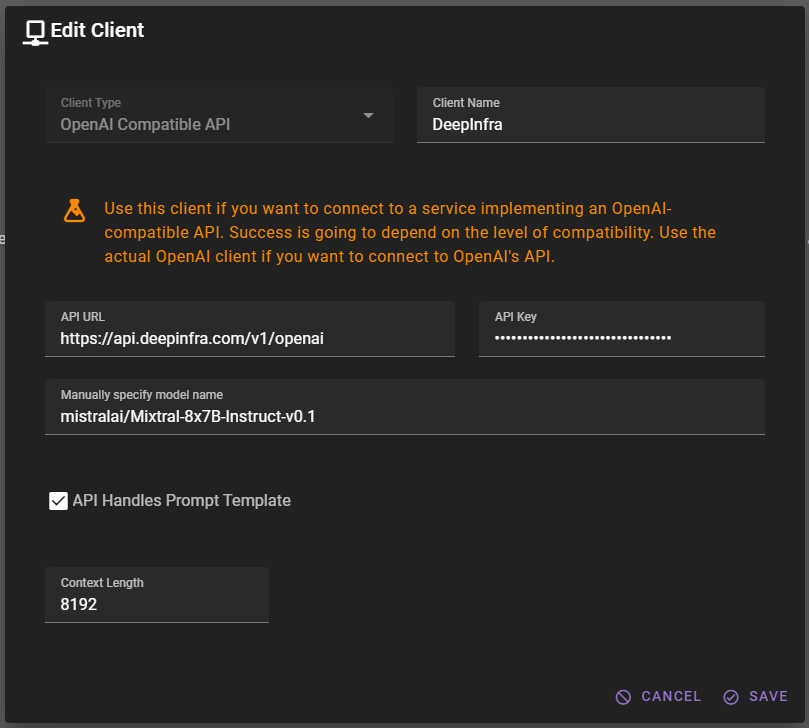 Edit Client
Client Type
OpenAI Compatible API
Client Name
DeepInfra
Use this client if you want to connect to a service implementing an OpenAI-
compatible API. Success is going to depend on the level of compatibility. Use the
actual OpenAI client if you want to connect to OpenAI's API.
API URL
https://api.deepinfra.com/v1/openai
API Key
••••••••••••••••••••••••••••••••
Manually specify model name
mistralai/Mixtral-8x7B-Instruct-v0.1
API Handles Prompt Template
Context Length
8192
CANCEL
SAVE